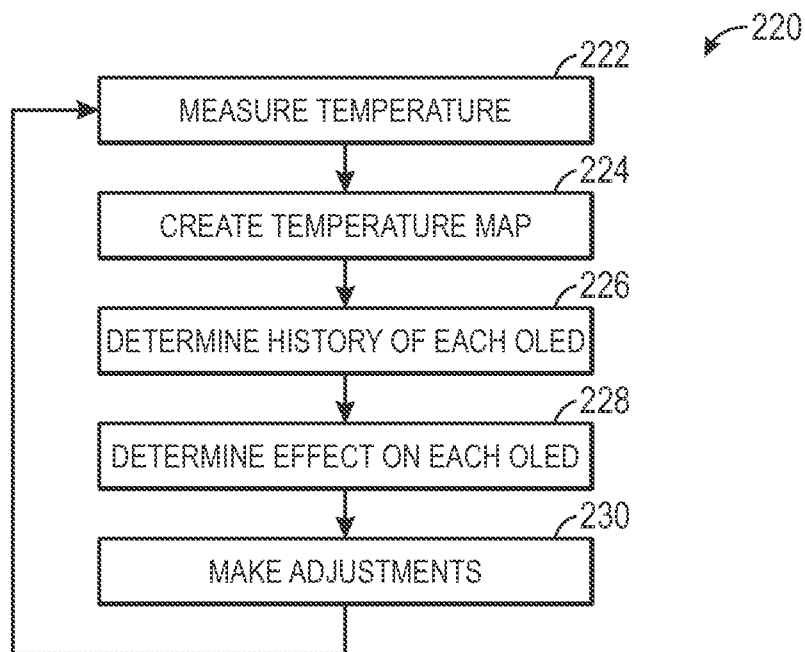 220
222
MEASURE TEMPERATURE
224
CREATE TEMPERATURE MAP
226
DETERMINE HISTORY OF EACH OLED
228
DETERMINE EFFECT ON EACH OLED
230
MAKE ADJUSTMENTS